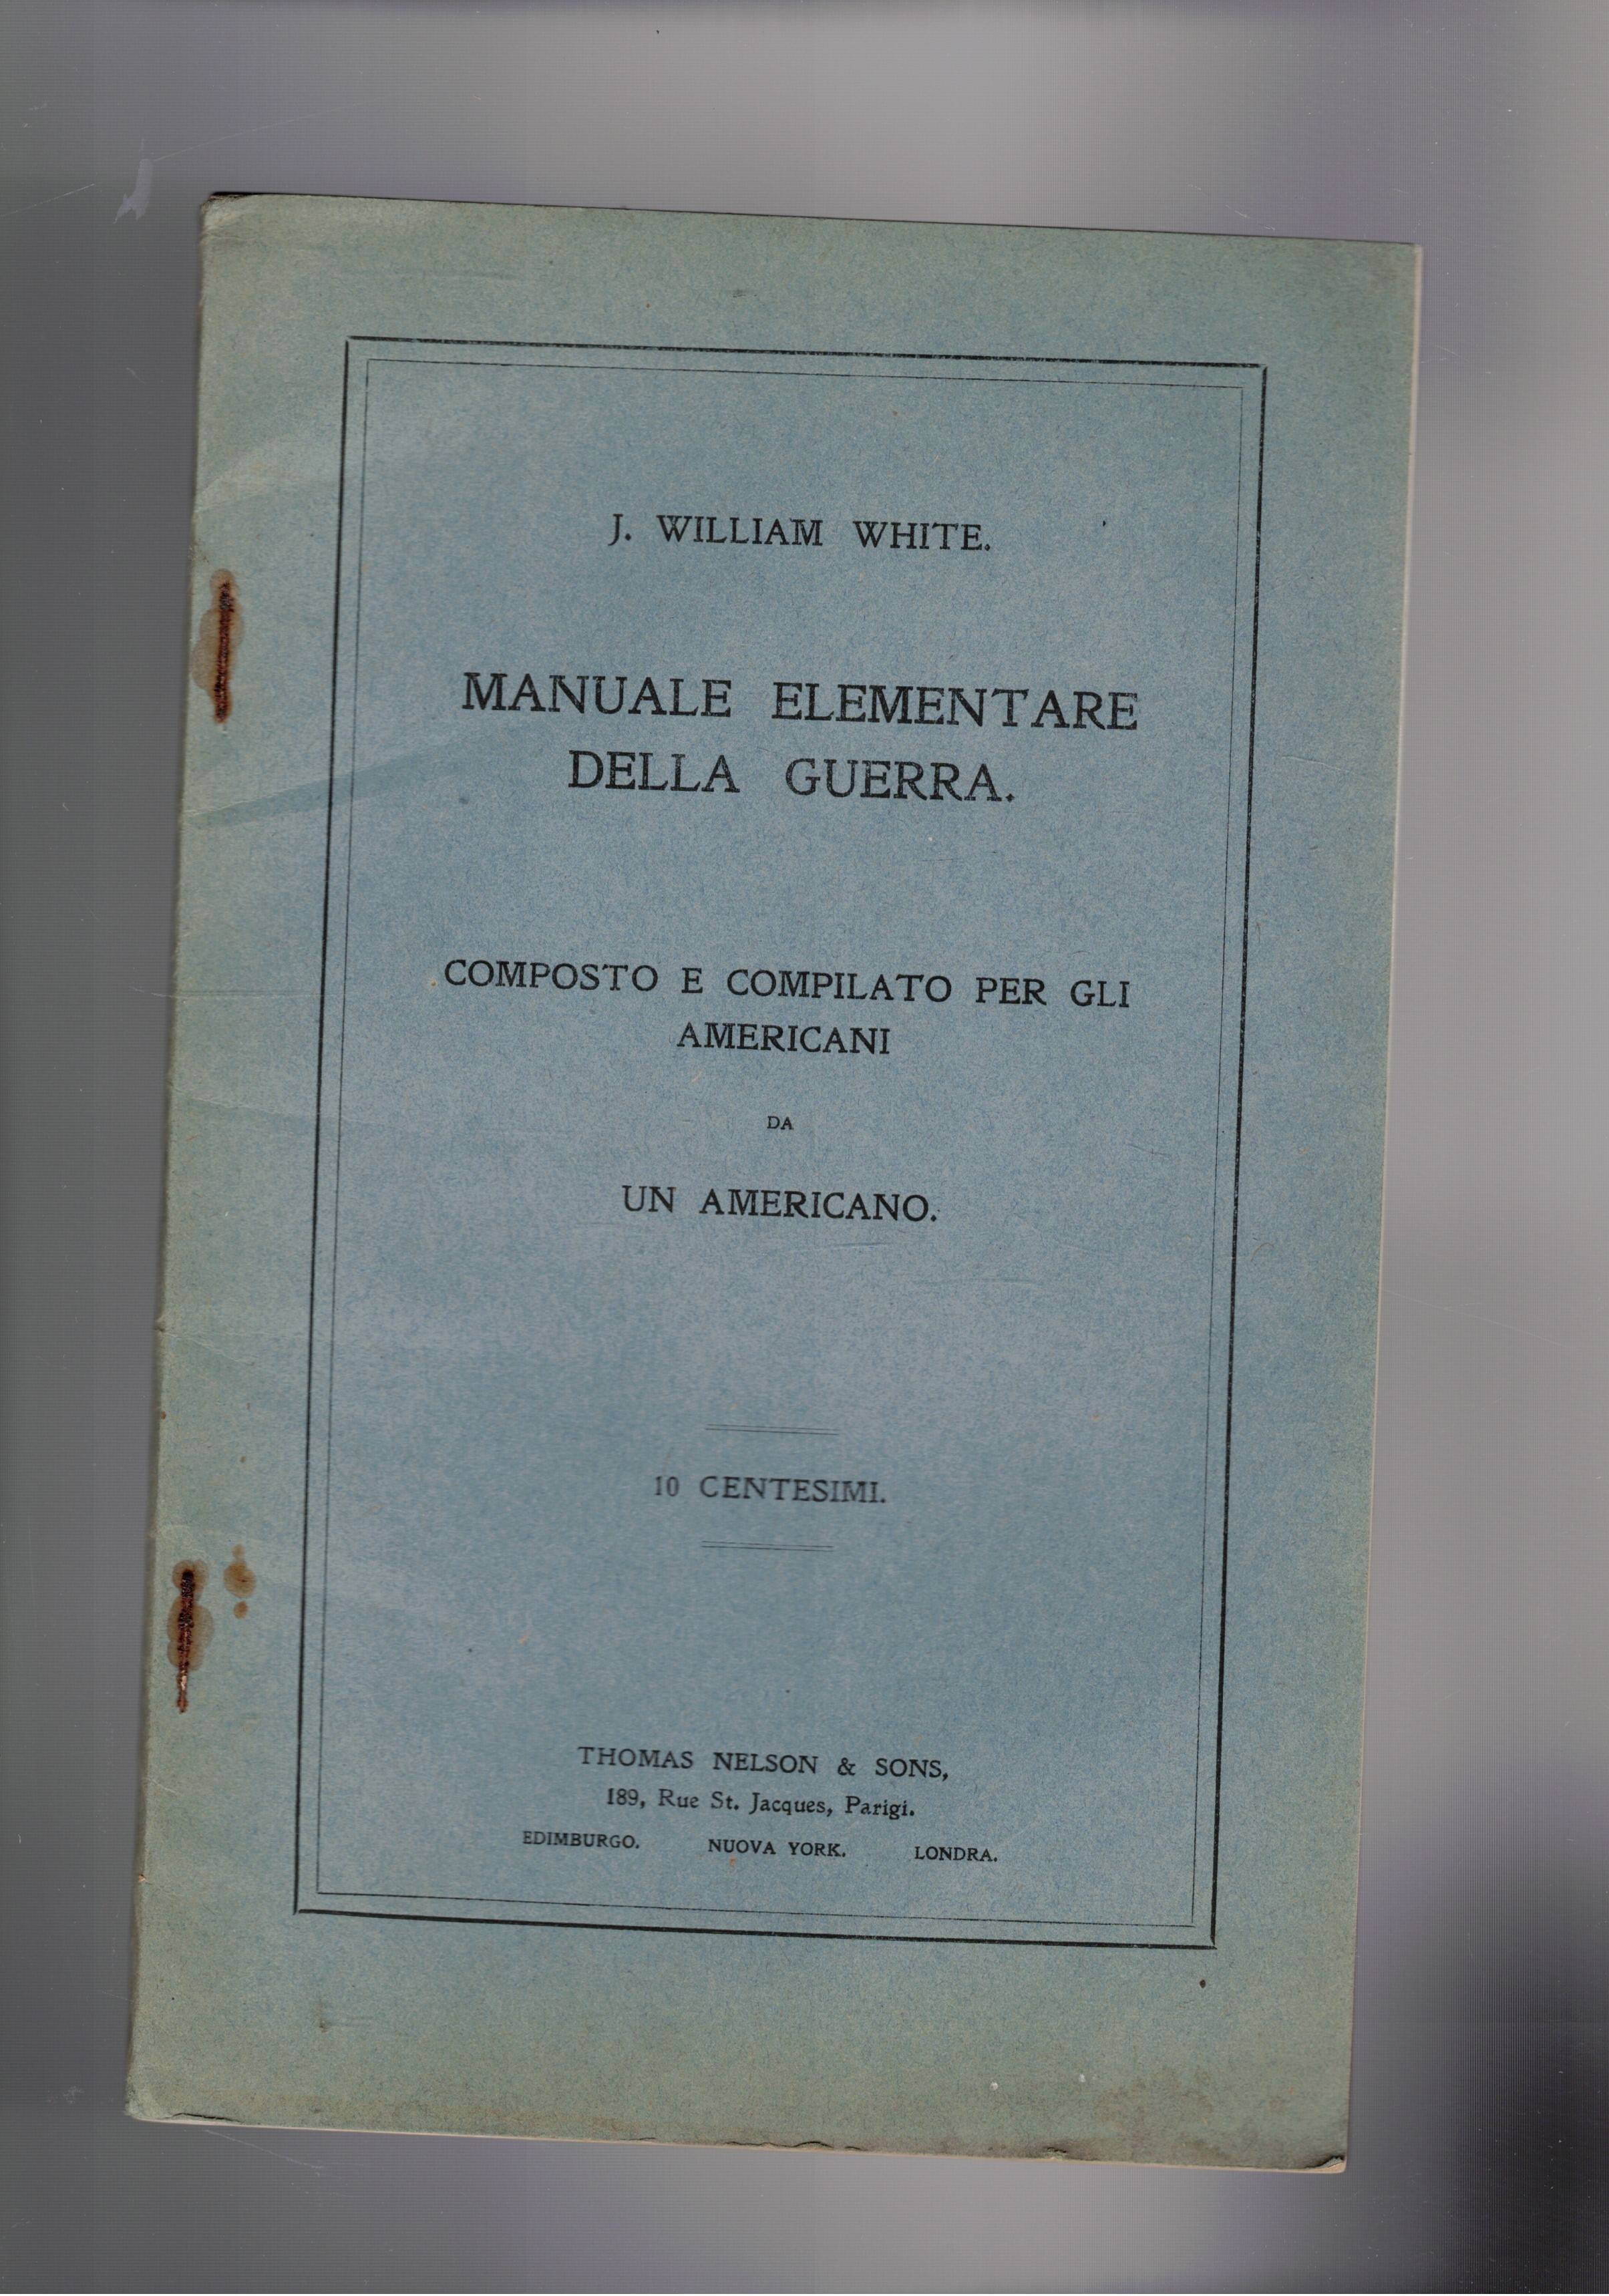 J. WILLIAM WHITE.
MANUALE ELEMENTARE
DELLA GUERRA.
COMPOSTO E COMPILATO PER GLI
AMERICANI
DA
UN AMERICANO.
10 CENTESIMI.
THOMAS NELSON & SONS,
189, Rue St. Jacques, Parigi.
EDIMBURGO. NUOVA YORK. LONDRA.